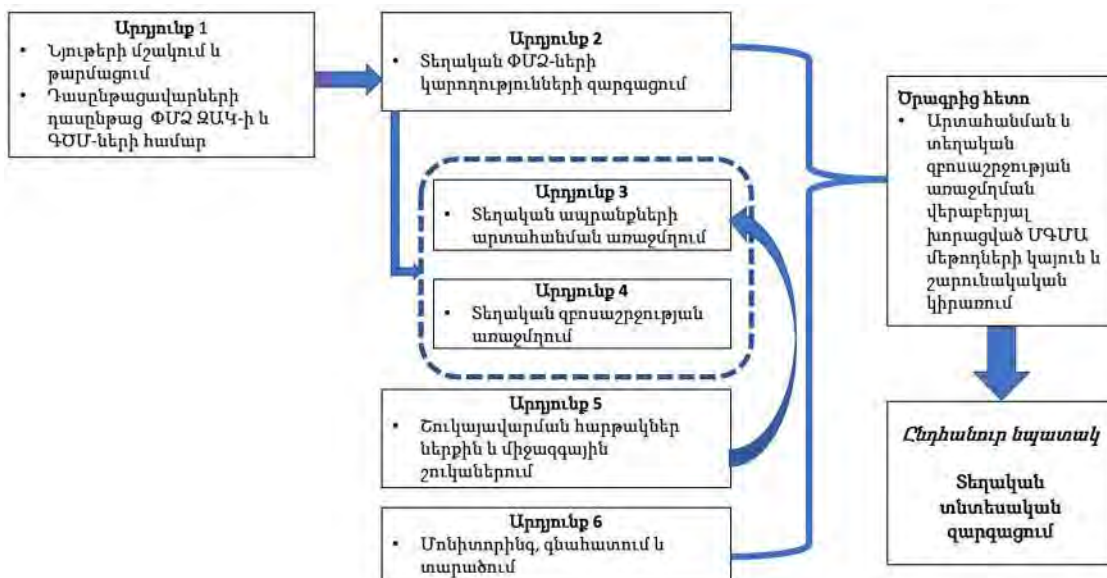 Արդյունք 1
• Նյութերի մշակում և
թարմացում
• Դասընթացավարների
դասընթաց ՓՄՁ ԶԱԿ-ի և
ԳՕՄ-ների համար
Արդյունք 2
• Տեղական ՓՄՁ-ների
կարողությունների զարգացում
Արդյունք 3
• Տեղական ապրանքների
արտահանման առաջմղում
Արդյունք 4
• Տեղական զբոսաշրջության
առաջմղում
Արդյունք 5
• Շուկայավարման հարթակներ
ներքին և միջազգային
շուկաներում
Արդյունք 6
• Մոնիտորինգ, գնահատում և
տարածում
Ծրագրից հետո
• Արտահանման և
տեղական
զբոսաշրջության
առաջմղման
վերաբերյալ
խորացված ՄԳՄԱ
մեթոդների կայուն և
շարունակական
կիրառում
Ընդհանուր նպատակ
Տեղական
տնտեսական
զարգացում